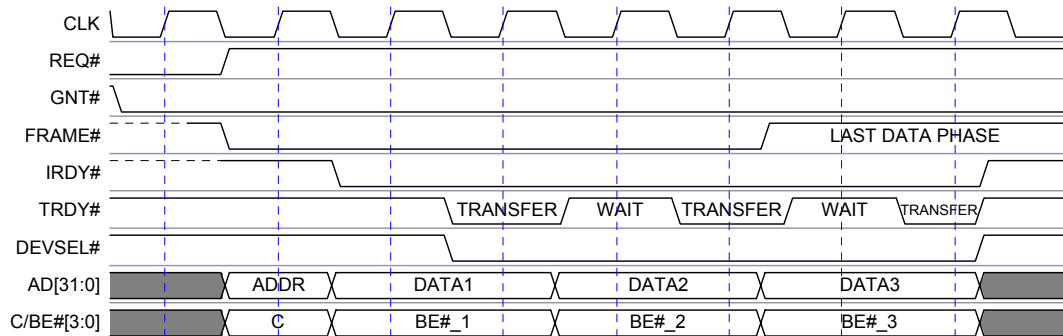 CLK
REQ#
GNT#
FRAME# LAST DATA PHASE
IRDY#
TRDY# TRANSFER WAIT TRANSFER WAIT TRANSFER
DEVSEL#
AD[31:0] ADDR DATA1 DATA2 DATA3
C/BE#[3:0] C BE#_1 BE#_2 BE#_3